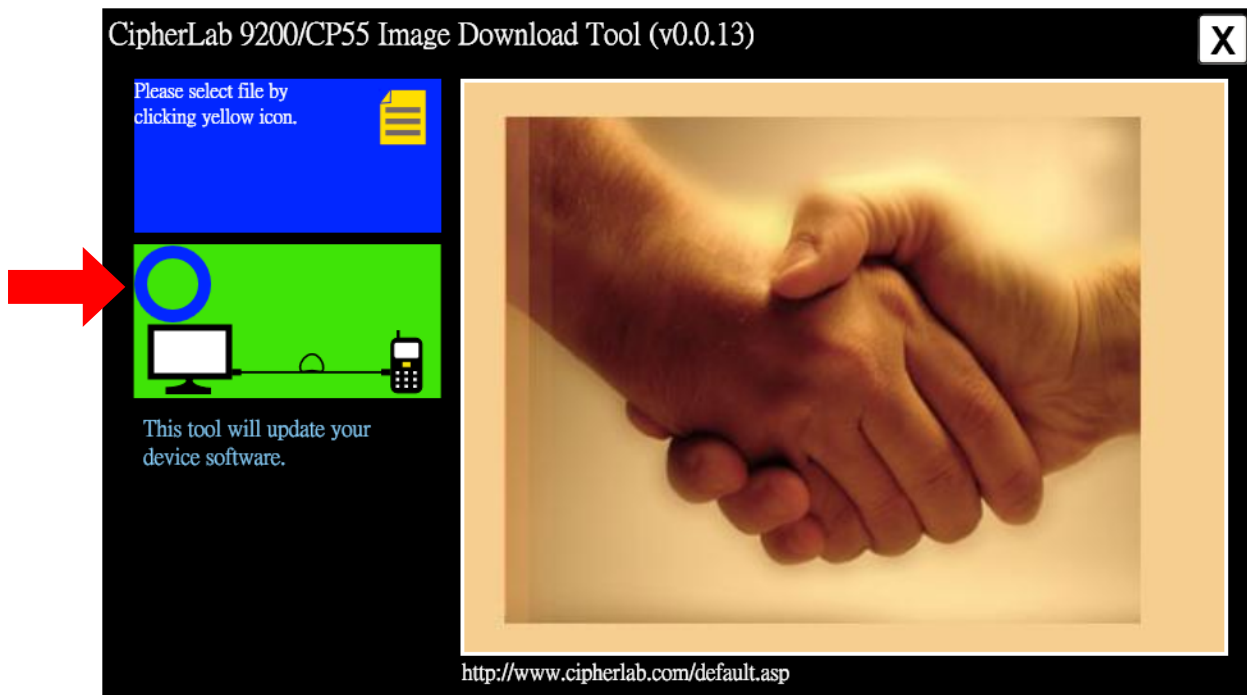 CipherLab 9200/CP55 Image Download Tool (v0.0.13)
X
Please select file by
clicking yellow icon.
This tool will update your
device software.
http://www.cipherlab.com/default.asp